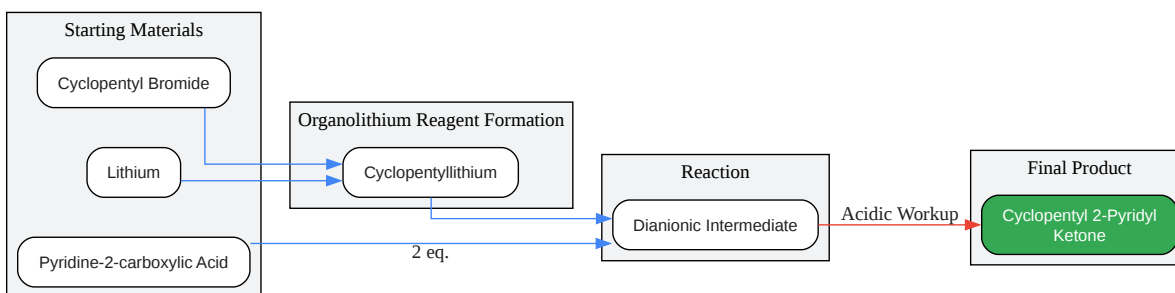 Starting Materials
Cyclopentyl Bromide
Lithium
Pyridine-2-carboxylic Acid
Organolithium Reagent Formation
Cyclopentyllithium
2 eq.
Reaction
Dianionic Intermediate
Acidic Workup
Final Product
Cyclopentyl 2-Pyridyl
Ketone